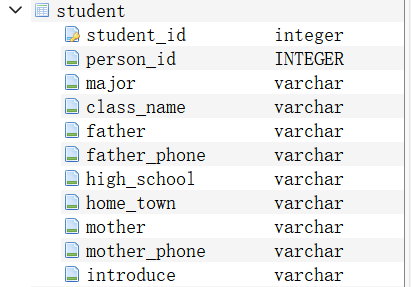 student
student_id integer
person_id INTEGER
major varchar
class_name varchar
father varchar
father_phone varchar
high_school varchar
home_town varchar
mother varchar
mother_phone varchar
introduce varchar